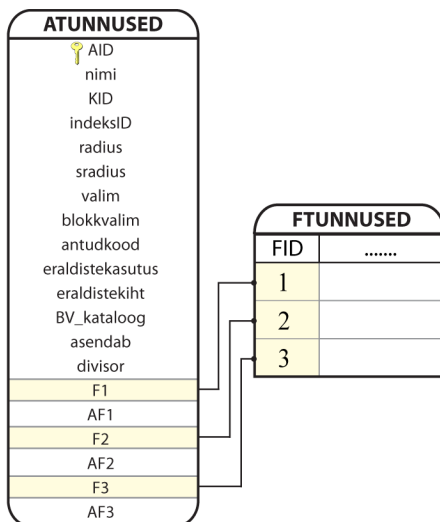 ATUNNUSED
AID
nimi
KID
indeksID
radius
sradius
valim
blokkvalim
antudkood
eraldistekasutus
eraldistekiht
BV_kataloog
asendab
divisor
F1
AF1
F2
AF2
F3
AF3
FTUNNUSED
FID .......
1
2
3